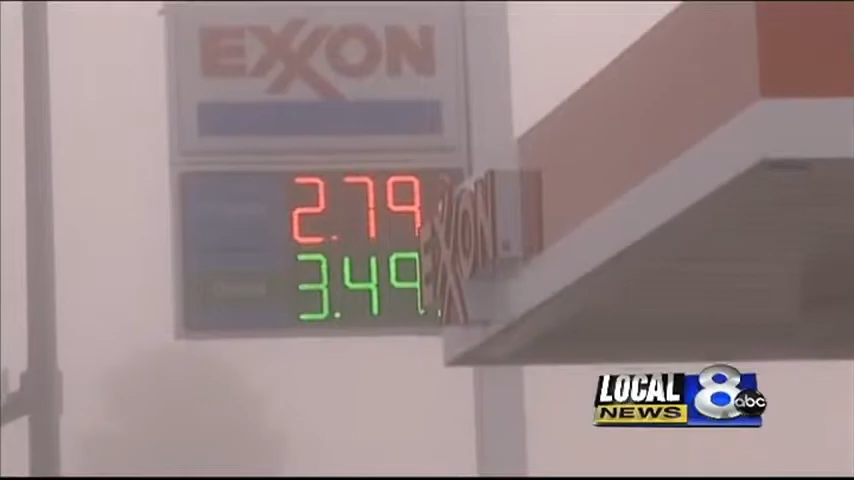 EXXON
2.79
3.49
EXXON
LOCAL 8
NEWS abc